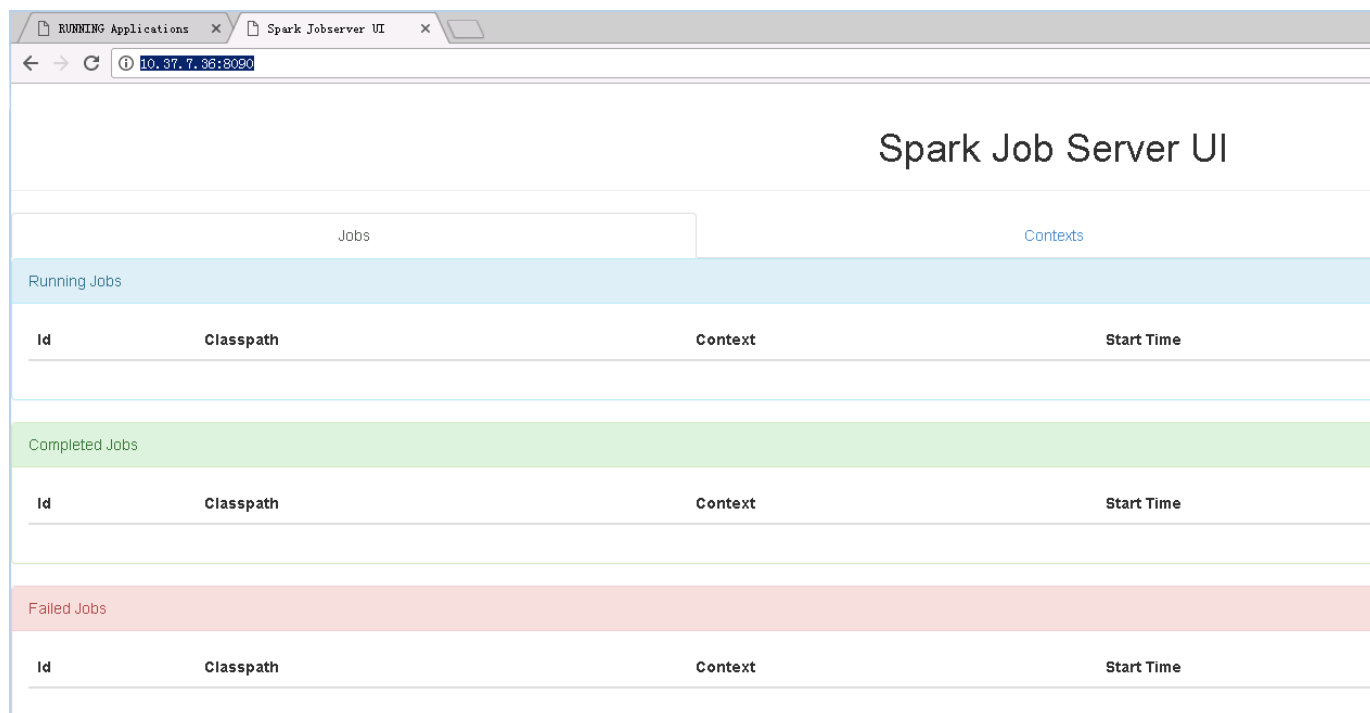 RUNNING Applications
Spark Jobserver UI
10.37.7.36:8090
Spark Job Server UI
Jobs Contexts
Running Jobs
Id Classpath Context Start Time
Completed Jobs
Id Classpath Context Start Time
Failed Jobs
Id Classpath Context Start Time